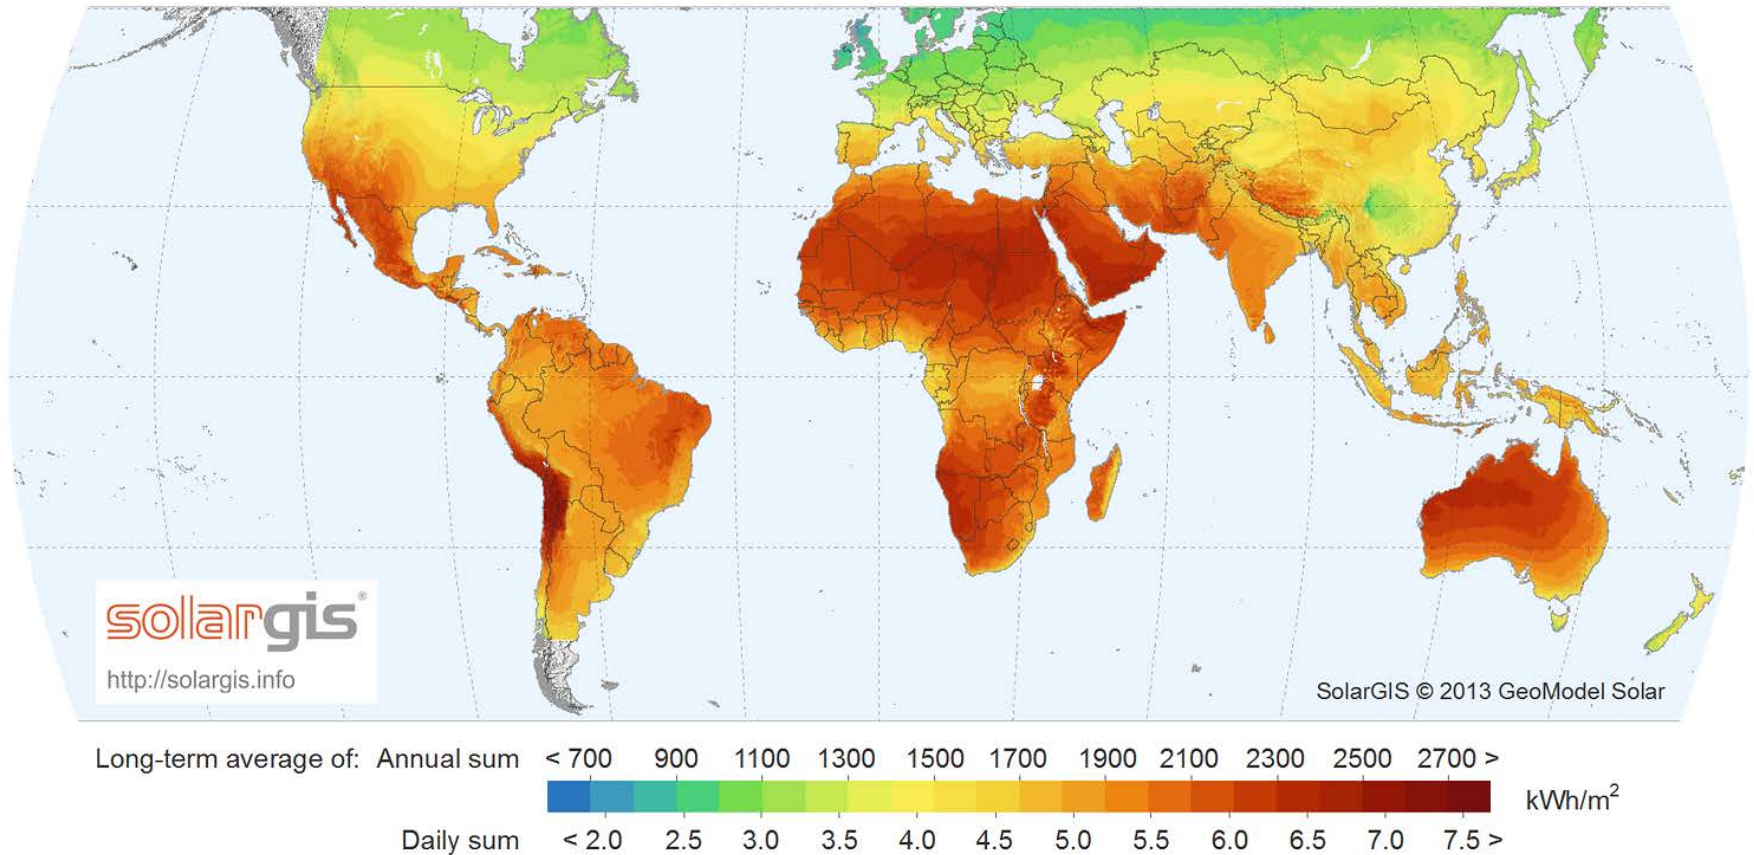 solargis®
http://solargis.info
SolarGIS © 2013 GeoModel Solar
Long-term average of: Annual sum < 700 900 1100 1300 1500 1700 1900 2100 2300 2500 2700 >
kWh/m²
Daily sum < 2.0 2.5 3.0 3.5 4.0 4.5 5.0 5.5 6.0 6.5 7.0 7.5 >